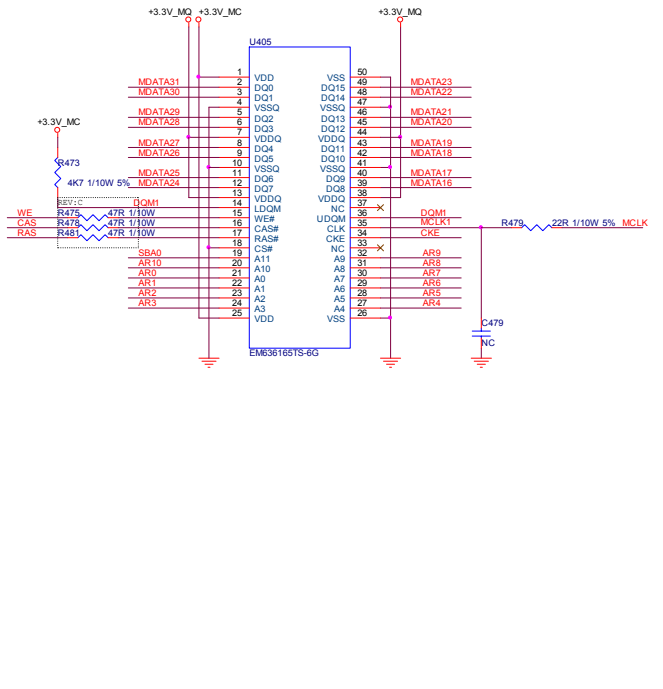 +3.3V_MQ +3.3V_MC +3.3V_MQ
U405
1 VDD VSS 50
MDATA31 2 DQ0 DQ15 49 MDATA23
MDATA30 3 DQ1 DQ14 48 MDATA22
4 VSSQ VSSQ 47
MDATA29 5 DQ2 DQ13 46 MDATA21
MDATA28 6 DQ3 DQ12 45 MDATA20
+3.3V_MC
7 VDDQ VDDQ 44
MDATA27 8 DQ4 DQ11 43 MDATA19
MDATA26 9 DQ5 DQ10 42 MDATA18
R473
10 VSSQ VSSQ 41
MDATA25 11 DQ6 DQ9 40 MDATA17
4K7 1/10W 5% MDATA24 12 DQ7 DQ8 39 MDATA16
13 VDDQ VDDQ 38
REV:C DQM1 14 LDQM NC 37
WE R475 47R 1/10W 15 WE# UDQM 36 DQM1
CAS R478 47R 1/10W 16 CAS# CLK 35 MCLK1 R479 22R 1/10W 5% MCLK
RAS R481 47R 1/10W 17 RAS# CKE 34 CKE
18 CS# NC 33
SBA0 19 A11 A9 32 AR9
AR10 20 A10 A8 31 AR8
AR0 21 A0 A7 30 AR7
AR1 22 A1 A6 29 AR6
AR2 23 A2 A5 28 AR5
AR3 24 A3 A4 27 AR4
25 VDD VSS 26
C479
NC
EM636165TS-6G